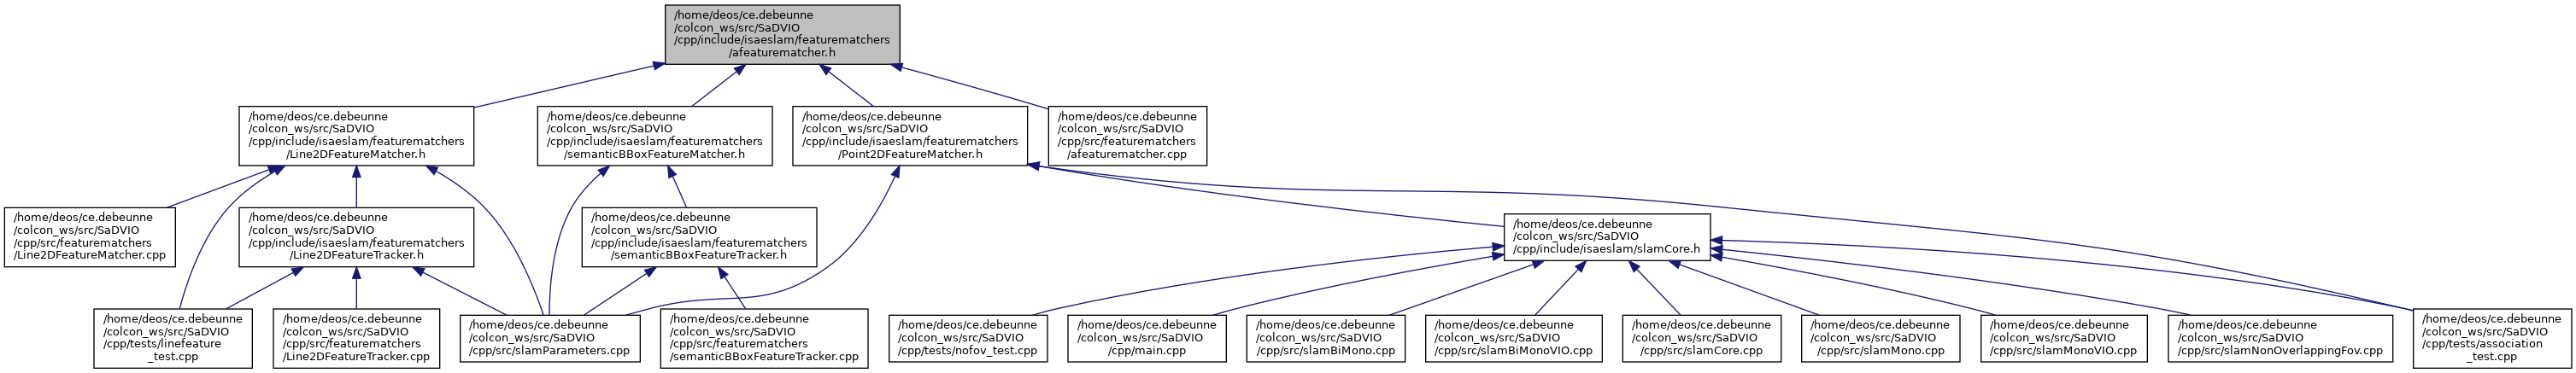 /home/deos/ce.debeunne
/colcon_ws/src/SaDVIO
/cpp/include/isaeslam/featurematchers
/afeaturematcher.h
/home/deos/ce.debeunne
/colcon_ws/src/SaDVIO
/cpp/include/isaeslam/featurematchers
/Line2DFeatureMatcher.h
/home/deos/ce.debeunne
/colcon_ws/src/SaDVIO
/cpp/include/isaeslam/featurematchers
/semanticBBoxFeatureMatcher.h
/home/deos/ce.debeunne
/colcon_ws/src/SaDVIO
/cpp/include/isaeslam/featurematchers
/Point2DFeatureMatcher.h
/home/deos/ce.debeunne
/colcon_ws/src/SaDVIO
/cpp/src/featurematchers
/afeaturematcher.cpp
/home/deos/ce.debeunne
/colcon_ws/src/SaDVIO
/cpp/src/featurematchers
/Line2DFeatureMatcher.cpp
/home/deos/ce.debeunne
/colcon_ws/src/SaDVIO
/cpp/include/isaeslam/featurematchers
/Line2DFeatureTracker.h
/home/deos/ce.debeunne
/colcon_ws/src/SaDVIO
/cpp/include/isaeslam/featurematchers
/semanticBBoxFeatureTracker.h
/home/deos/ce.debeunne
/colcon_ws/src/SaDVIO
/cpp/include/isaeslam/slamCore.h
/home/deos/ce.debeunne
/colcon_ws/src/SaDVIO
/cpp/tests/linefeature
_test.cpp
/home/deos/ce.debeunne
/colcon_ws/src/SaDVIO
/cpp/src/featurematchers
/Line2DFeatureTracker.cpp
/home/deos/ce.debeunne
/colcon_ws/src/SaDVIO
/cpp/src/slamParameters.cpp
/home/deos/ce.debeunne
/colcon_ws/src/SaDVIO
/cpp/src/featurematchers
/semanticBBoxFeatureTracker.cpp
/home/deos/ce.debeunne
/colcon_ws/src/SaDVIO
/cpp/tests/nofov_test.cpp
/home/deos/ce.debeunne
/colcon_ws/src/SaDVIO
/cpp/main.cpp
/home/deos/ce.debeunne
/colcon_ws/src/SaDVIO
/cpp/src/slamBiMono.cpp
/home/deos/ce.debeunne
/colcon_ws/src/SaDVIO
/cpp/src/slamBiMonoVIO.cpp
/home/deos/ce.debeunne
/colcon_ws/src/SaDVIO
/cpp/src/slamCore.cpp
/home/deos/ce.debeunne
/colcon_ws/src/SaDVIO
/cpp/src/slamMono.cpp
/home/deos/ce.debeunne
/colcon_ws/src/SaDVIO
/cpp/src/slamMonoVIO.cpp
/home/deos/ce.debeunne
/colcon_ws/src/SaDVIO
/cpp/src/slamNonOverlappingFov.cpp
/home/deos/ce.debeunne
/colcon_ws/src/SaDVIO
/cpp/tests/association
_test.cpp